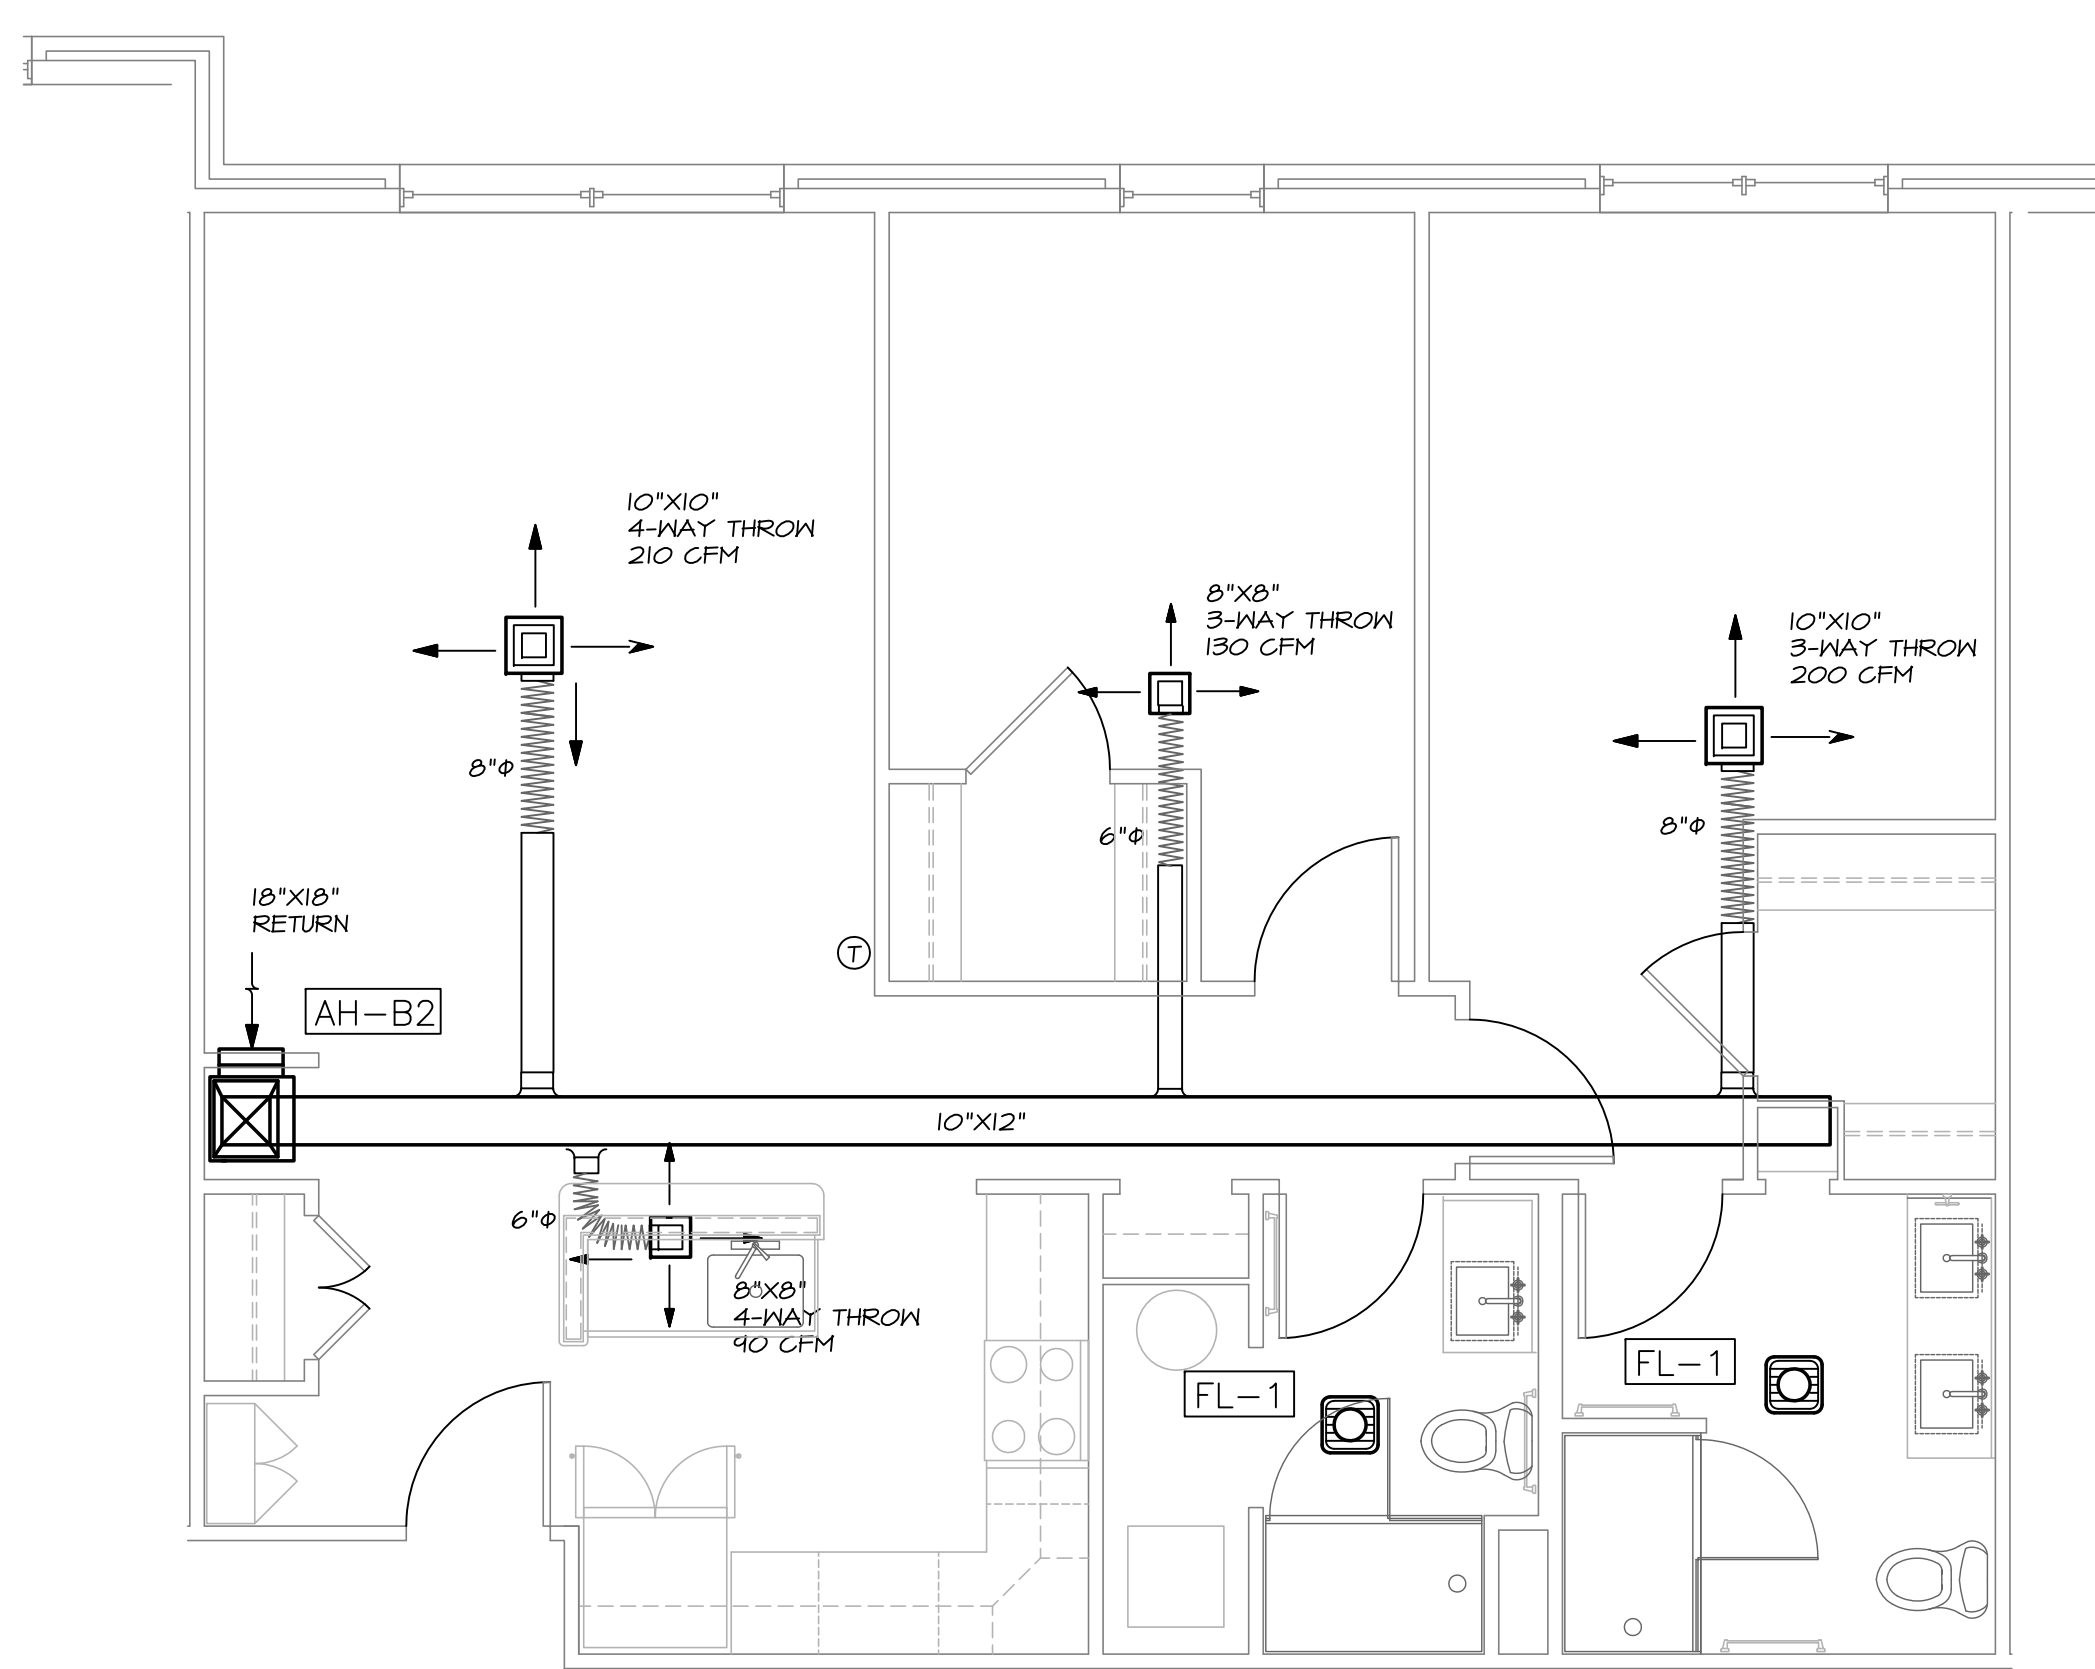 10"X10"
4-WAY THROW
210 CFM
8"X8"
3-WAY THROW
130 CFM
10"X10"
3-WAY THROW
200 CFM
8"Φ
6"Φ
8"Φ
18"X18"
RETURN
T
AH-B2
10"X12"
6"Φ
8"X8"
4-WAY THROW
90 CFM
FL-1
FL-1